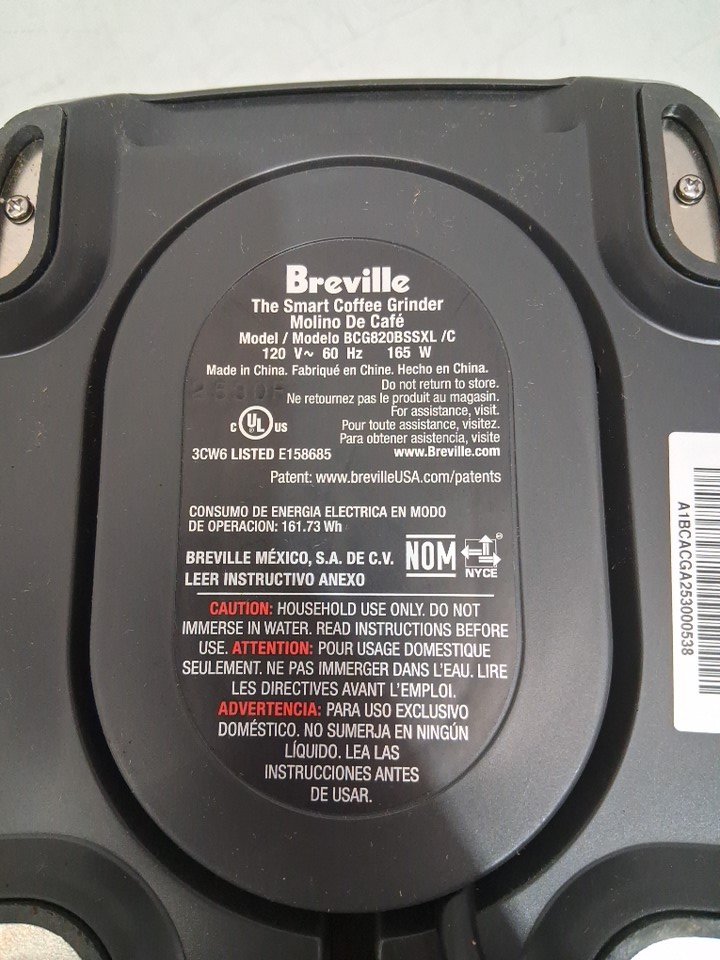 Breville
The Smart Coffee Grinder
Molino De Café
Model / Modelo BCG820BSSXL /C
120 V~ 60 Hz 165 W
Made in China. Fabriqué en Chine. Hecho en China.
Do not return to store.
Ne retournez pas le produit au magasin.
For assistance, visit.
Pour toute assistance, visitez.
Para obtener asistencia, visite
www.Breville.com
C UL US
3CW6 LISTED E158685
Patent: www.brevilleUSA.com/patents
CONSUMO DE ENERGIA ELECTRICA EN MODO
DE OPERACION: 161.73 Wh
BREVILLE MÉXICO, S.A. DE C.V.
LEER INSTRUCTIVO ANEXO
NOM
NYCE
CAUTION: HOUSEHOLD USE ONLY. DO NOT
IMMERSE IN WATER. READ INSTRUCTIONS BEFORE
USE. ATTENTION: POUR USAGE DOMESTIQUE
SEULEMENT. NE PAS IMMERGER DANS L'EAU. LIRE
LES DIRECTIVES AVANT L'EMPLOI.
ADVERTENCIA: PARA USO EXCLUSIVO
DOMÉSTICO. NO SUMERJA EN NINGÚN
LÍQUIDO. LEA LAS
INSTRUCCIONES ANTES
DE USAR.
A1BCACGA253000538